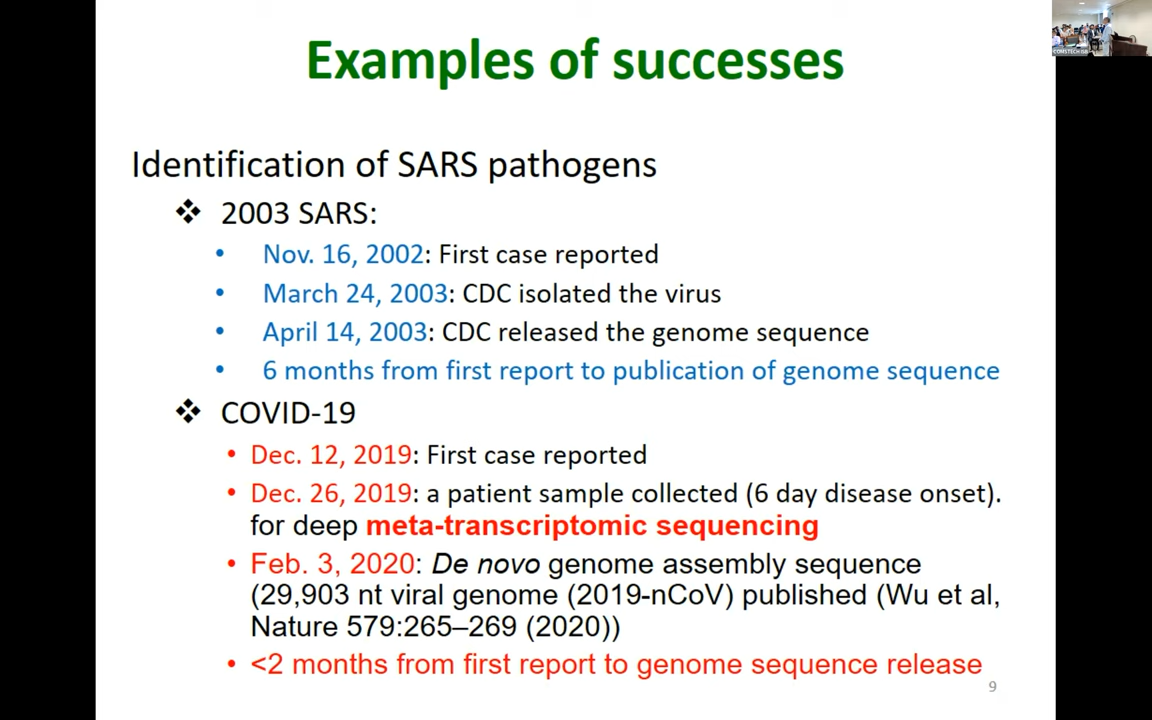 Examples of successes
Identification of SARS pathogens
❖ 2003 SARS:
• Nov. 16, 2002: First case reported
• March 24, 2003: CDC isolated the virus
• April 14, 2003: CDC released the genome sequence
• 6 months from first report to publication of genome sequence
❖ COVID-19
• Dec. 12, 2019: First case reported
• Dec. 26, 2019: a patient sample collected (6 day disease onset).
for deep meta-transcriptomic sequencing
• Feb. 3, 2020: De novo genome assembly sequence
(29,903 nt viral genome (2019-nCoV) published (Wu et al,
Nature 579:265–269 (2020))
• <2 months from first report to genome sequence release
9